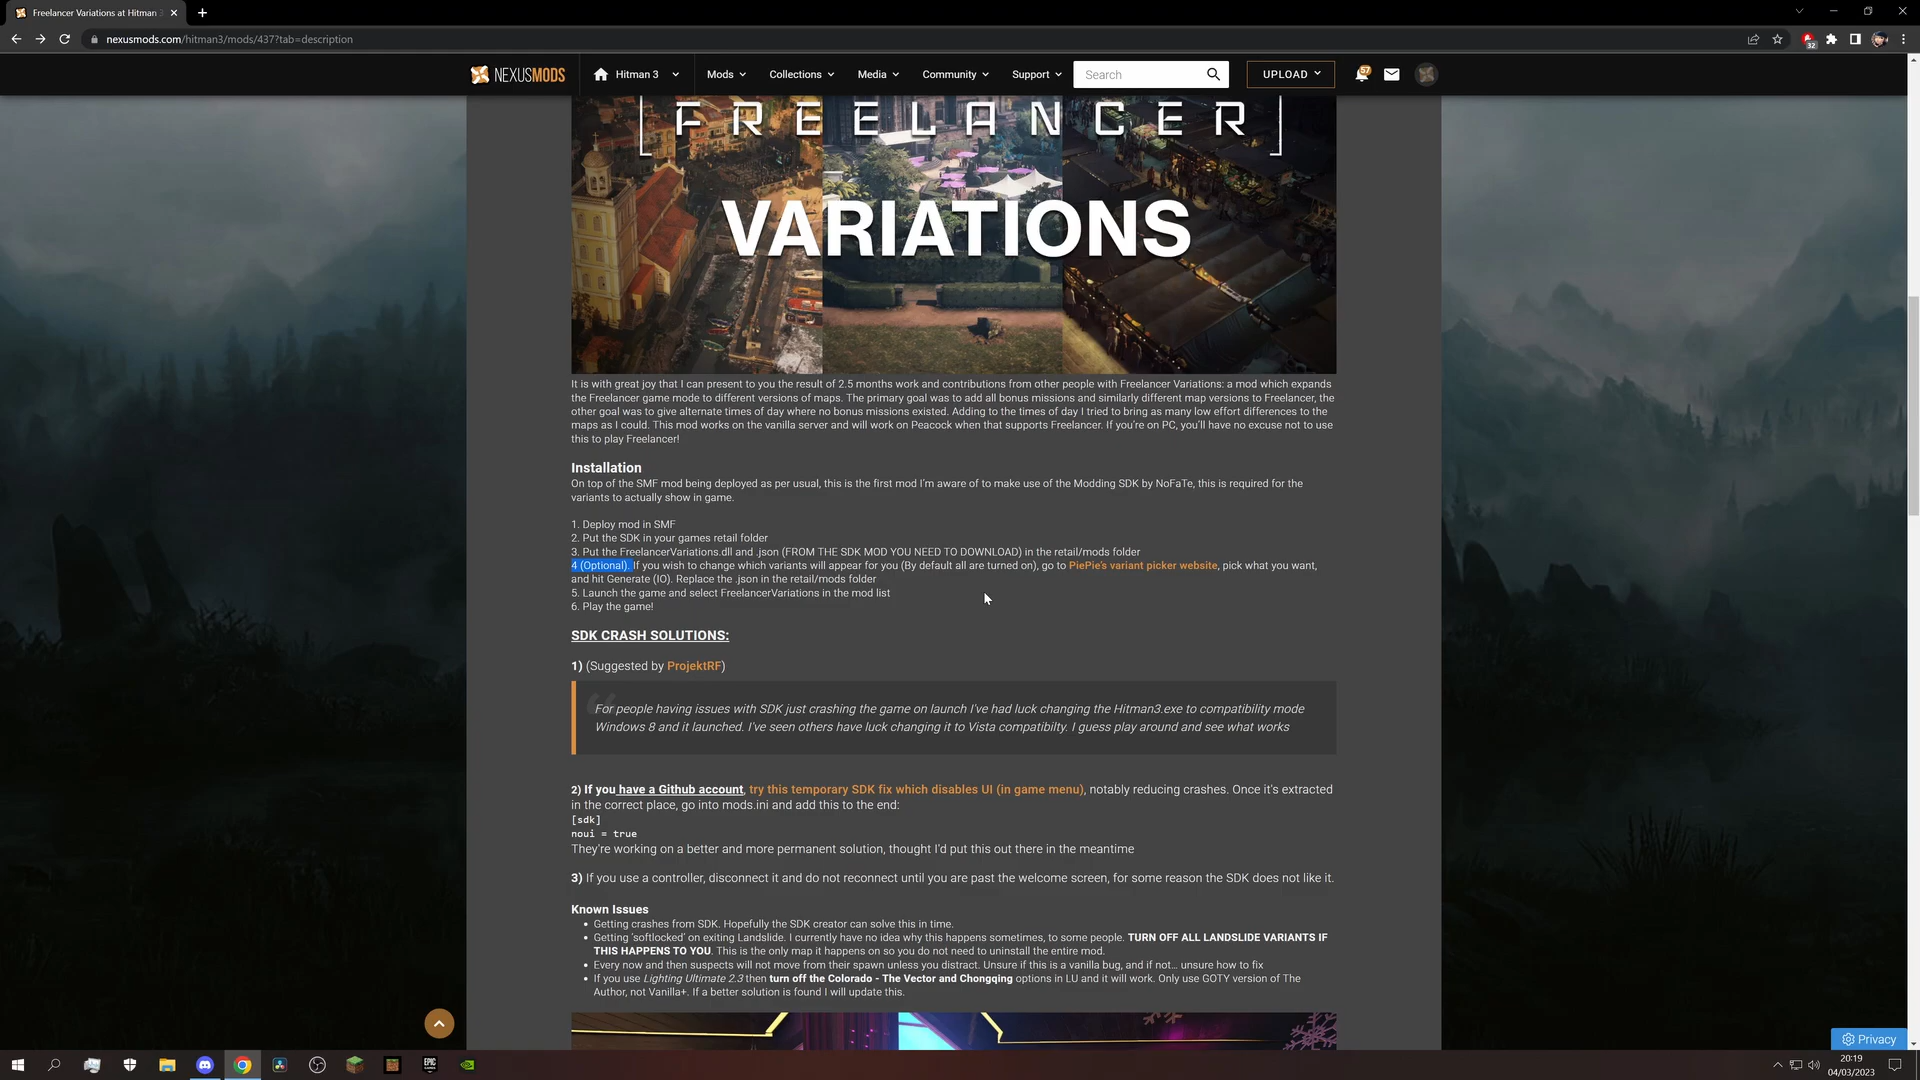 Freelancer Variations at Hitman 3
nexusmods.com/hitman3/mods/437?tab=description
32
NEXUSMODS
Hitman 3
Mods
Collections
Media
Community
Support
Search
UPLOAD
57
[FREELANCER]
VARIATIONS
It is with great joy that I can present to you the result of 2.5 months work and contributions from other people with Freelancer Variations: a mod which expands
the Freelancer game mode to different versions of maps. The primary goal was to add all bonus missions and similarly different map versions to Freelancer, the
other goal was to give alternate times of day where no bonus missions existed. Adding to the times of day I tried to bring as many low effort differences to the
maps as I could. This mod works on the vanilla server and will work on Peacock when that supports Freelancer. If you're on PC, you'll have no excuse not to use
this to play Freelancer!
Installation
On top of the SMF mod being deployed as per usual, this is the first mod I'm aware of to make use of the Modding SDK by NoFaTe, this is required for the
variants to actually show in game.
1. Deploy mod in SMF
2. Put the SDK in your games retail folder
3. Put the FreelancerVariations.dll and .json (FROM THE SDK MOD YOU NEED TO DOWNLOAD) in the retail/mods folder
4 (Optional). If you wish to change which variants will appear for you (By default all are turned on), go to PiePie's variant picker website, pick what you want,
and hit Generate (IO). Replace the .json in the retail/mods folder
5. Launch the game and select FreelancerVariations in the mod list
6. Play the game!
SDK CRASH SOLUTIONS:
1) (Suggested by ProjektRF)
For people having issues with SDK just crashing the game on launch I've had luck changing the Hitman3.exe to compatibility mode
Windows 8 and it launched. I've seen others have luck changing it to Vista compatibilty. I guess play around and see what works
2) If you have a Github account, try this temporary SDK fix which disables UI (in game menu), notably reducing crashes. Once it's extracted
in the correct place, go into mods.ini and add this to the end:
[sdk]
noui = true
They're working on a better and more permanent solution, thought I'd put this out there in the meantime
3) If you use a controller, disconnect it and do not reconnect until you are past the welcome screen, for some reason the SDK does not like it.
Known Issues
• Getting crashes from SDK. Hopefully the SDK creator can solve this in time.
• Getting 'softlocked' on exiting Landslide. I currently have no idea why this happens sometimes, to some people. TURN OFF ALL LANDSLIDE VARIANTS IF
THIS HAPPENS TO YOU. This is the only map it happens on so you do not need to uninstall the entire mod.
• Every now and then suspects will not move from their spawn unless you distract. Unsure if this is a vanilla bug, and if not... unsure how to fix
• If you use Lighting Ultimate 2.3 then turn off the Colorado - The Vector and Chongqing options in LU and it will work. Only use GOTY version of The
Author, not Vanilla+. If a better solution is found I will update this.
Privacy
EPIC
20:19
04/03/2023